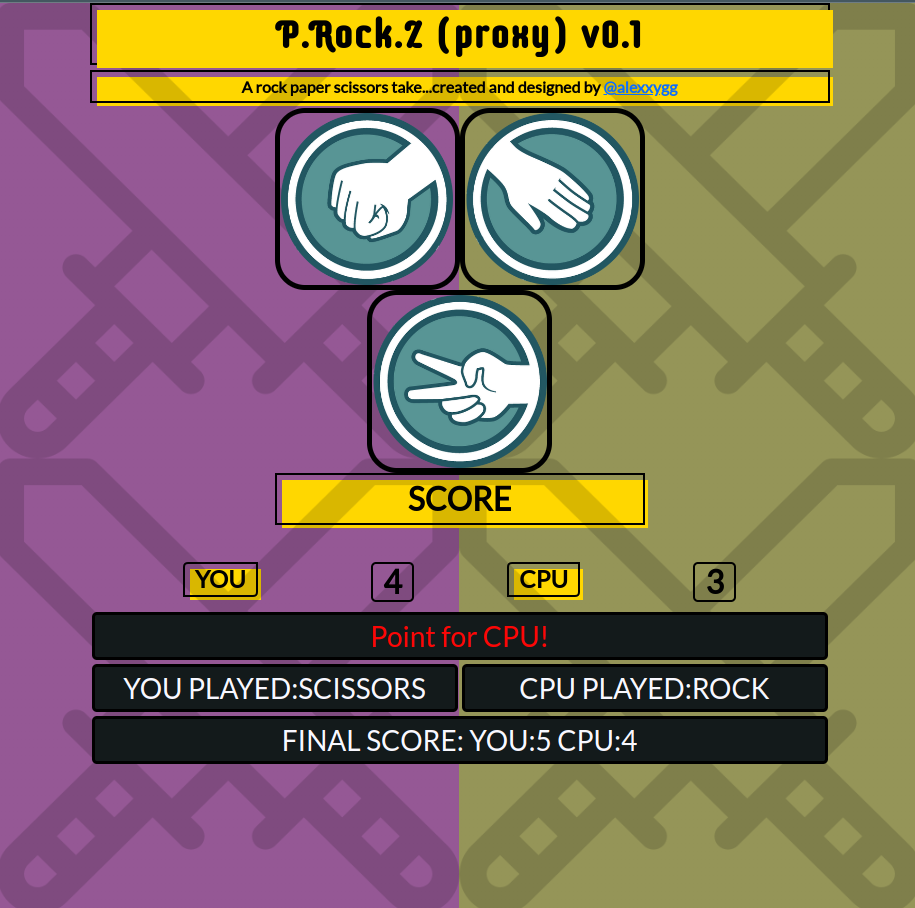 P.Rock.Z (proxy) v0.1
A rock paper scissors take...created and designed by @alexxygg
SCORE
YOU 4 CPU 3
Point for CPU!
YOU PLAYED:SCISSORS CPU PLAYED:ROCK
FINAL SCORE: YOU:5 CPU:4